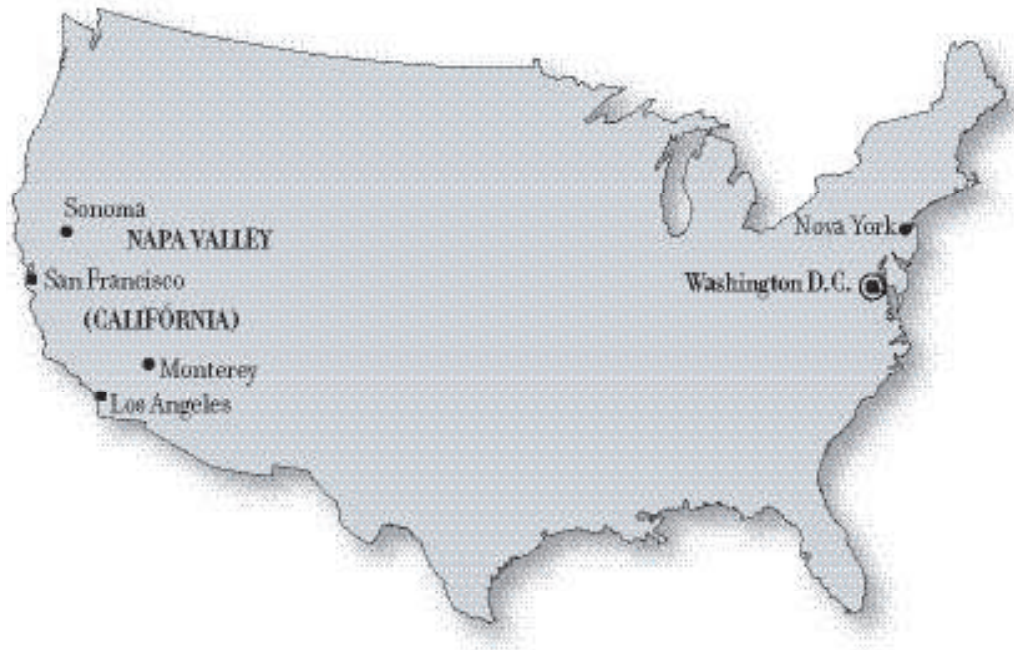 Sonoma
NAPA VALLEY
Nova York
San Francisco
Washington D.C.
(CALIFÓRNIA)
Monterey
Los Angeles